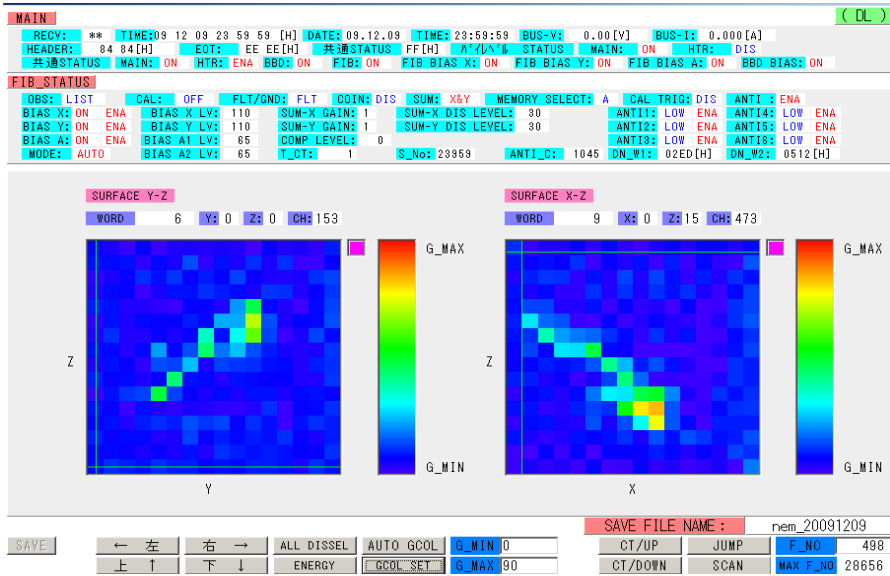 MAIN ( DL )
RECV: ** TIME:09 12 09 23 59 59 [H] DATE:09.12.09 TIME:23:59:59 BUS-V: 0.00[V] BUS-I: 0.000[A]
HEADER: 84 84[H] EOT: EE EE[H] 共通STATUS FF[H] ﾊﾞｲﾚﾍﾞﾙ STATUS MAIN: ON HTR: DIS
共通STATUS MAIN: ON HTR: ENA BBD: ON FIB: ON FIB BIAS X: ON FIB BIAS Y: ON FIB BIAS A: ON BBD BIAS: ON
FIB_STATUS
OBS: LIST CAL: OFF FLT/GND: FLT COIN: DIS SUM: X&Y MEMORY SELECT: A CAL TRIG: DIS ANTI : ENA
BIAS X: ON ENA BIAS X LV: 110 SUM-X GAIN: 1 SUM-X DIS LEVEL: 30 ANTI1: LOW ENA ANTI4: LOW ENA
BIAS Y: ON ENA BIAS Y LV: 110 SUM-Y GAIN: 1 SUM-Y DIS LEVEL: 30 ANTI2: LOW ENA ANTI5: LOW ENA
BIAS A: ON ENA BIAS A1 LV: 65 COMP LEVEL: 0 ANTI3: LOW ENA ANTI6: LOW ENA
MODE: AUTO BIAS A2 LV: 65 T_CT: 1 S_No: 23959 ANTI_C: 1045 DN_W1: 02ED[H] DN_W2: 0512[H]
SURFACE Y-Z
WORD 6 Y: 0 Z: 0 CH: 153
G_MAX
Z
G_MIN
Y
SURFACE X-Z
WORD 9 X: 0 Z: 15 CH: 473
G_MAX
Z
G_MIN
X
SAVE FILE NAME : nem_20091209
SAVE ← 左 右 → ALL DISSEL AUTO GCOL G_MIN 0 CT/UP JUMP F_NO 498
上 ↑ 下 ↓ ENERGY GCOL SET G_MAX 90 CT/DOWN SCAN MAX F_NO 28656